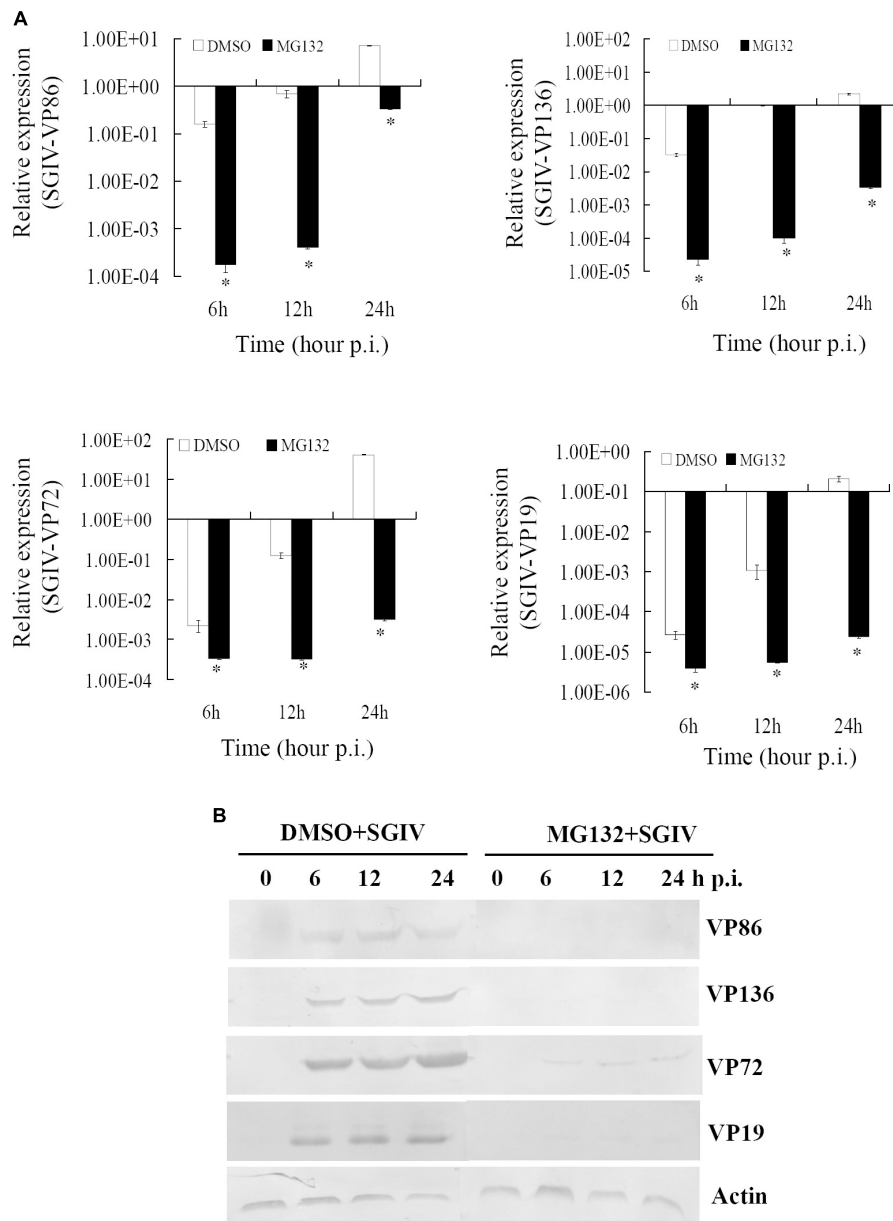 A
DMSO MG132
1.00E+01
1.00E+00
1.00E-01
1.00E-02
1.00E-03
1.00E-04
Relative expression
(SGIV-VP86)
* * *
6h 12h 24h
Time (hour p.i.)
DMSO MG132
1.00E+02
1.00E+01
1.00E+00
1.00E-01
1.00E-02
1.00E-03
1.00E-04
1.00E-05
Relative expression
(SGIV-VP136)
* * *
6h 12h 24h
Time (hour p.i.)
DMSO MG132
1.00E+02
1.00E+01
1.00E+00
1.00E-01
1.00E-02
1.00E-03
1.00E-04
Relative expression
(SGIV-VP72)
* * *
6h 12h 24h
Time (hour p.i.)
DMSO MG132
1.00E+00
1.00E-01
1.00E-02
1.00E-03
1.00E-04
1.00E-05
1.00E-06
Relative expression
(SGIV-VP19)
* * *
6h 12h 24h
Time (hour p.i.)
B
DMSO+SGIV MG132+SGIV
0 6 12 24 0 6 12 24 h p.i.
VP86
VP136
VP72
VP19
Actin